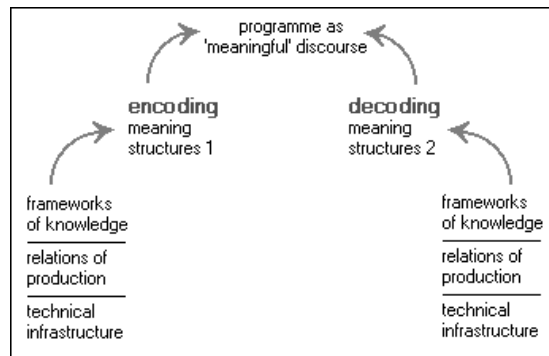 programme as
'meaningful' discourse
encoding
meaning
structures 1
decoding
meaning
structures 2
frameworks
of knowledge
relations of
production
technical
infrastructure
frameworks
of knowledge
relations of
production
technical
infrastructure